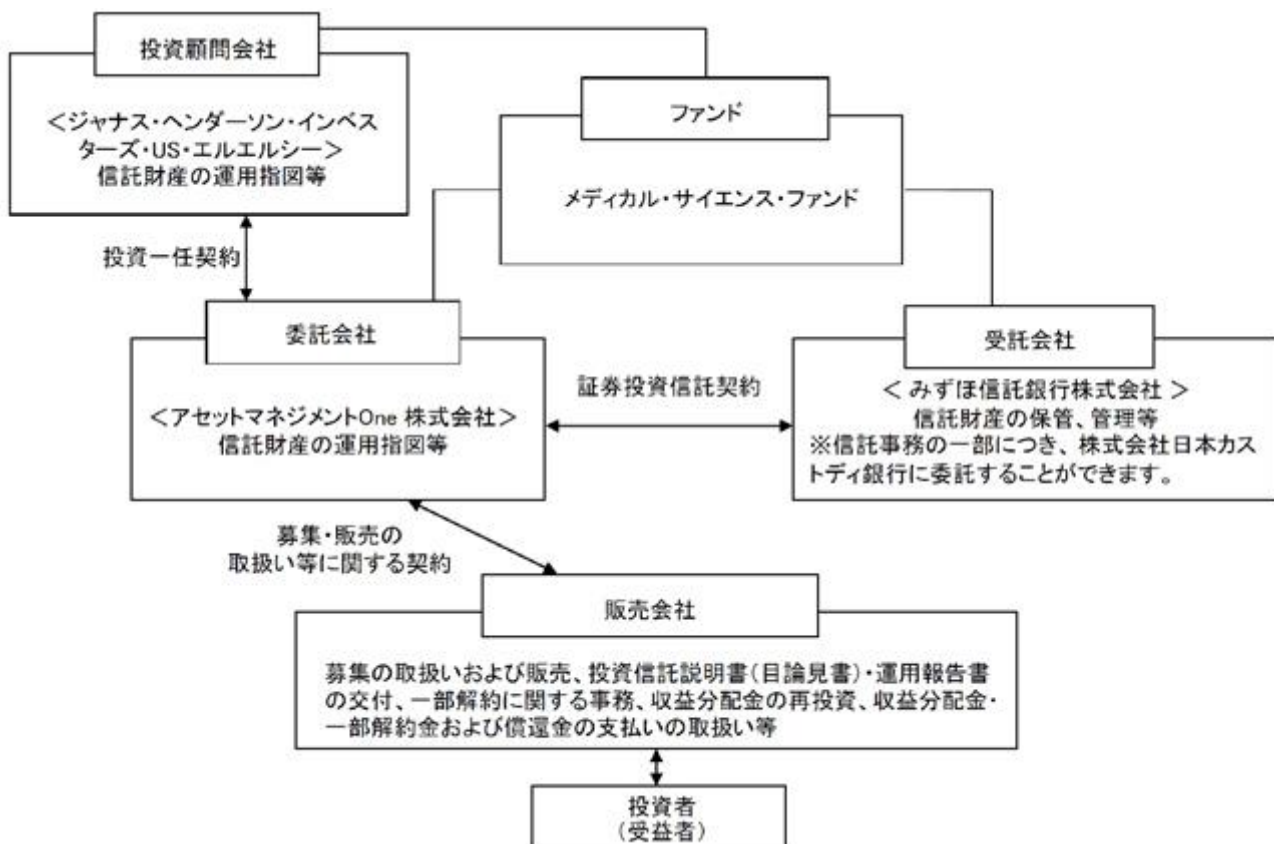 投資顧問会社
<ジャナス・ヘンダーソン・インベス
ターズ・US・エルエルシー>
信託財産の運用指図等
ファンド
メディカル・サイエンス・ファンド
投資一任契約
委託会社
<アセットマネジメントOne 株式会社>
信託財産の運用指図等
証券投資信託契約
受託会社
< みずほ信託銀行株式会社 >
信託財産の保管、管理等
※信託事務の一部につき、株式会社日本カス
トディ銀行に委託することができます。
募集・販売の
取扱い等に関する契約
販売会社
募集の取扱いおよび販売、投資信託説明書(目論見書)・運用報告書
の交付、一部解約に関する事務、収益分配金の再投資、収益分配金・
一部解約金および償還金の支払いの取扱い等
投資者
(受益者)